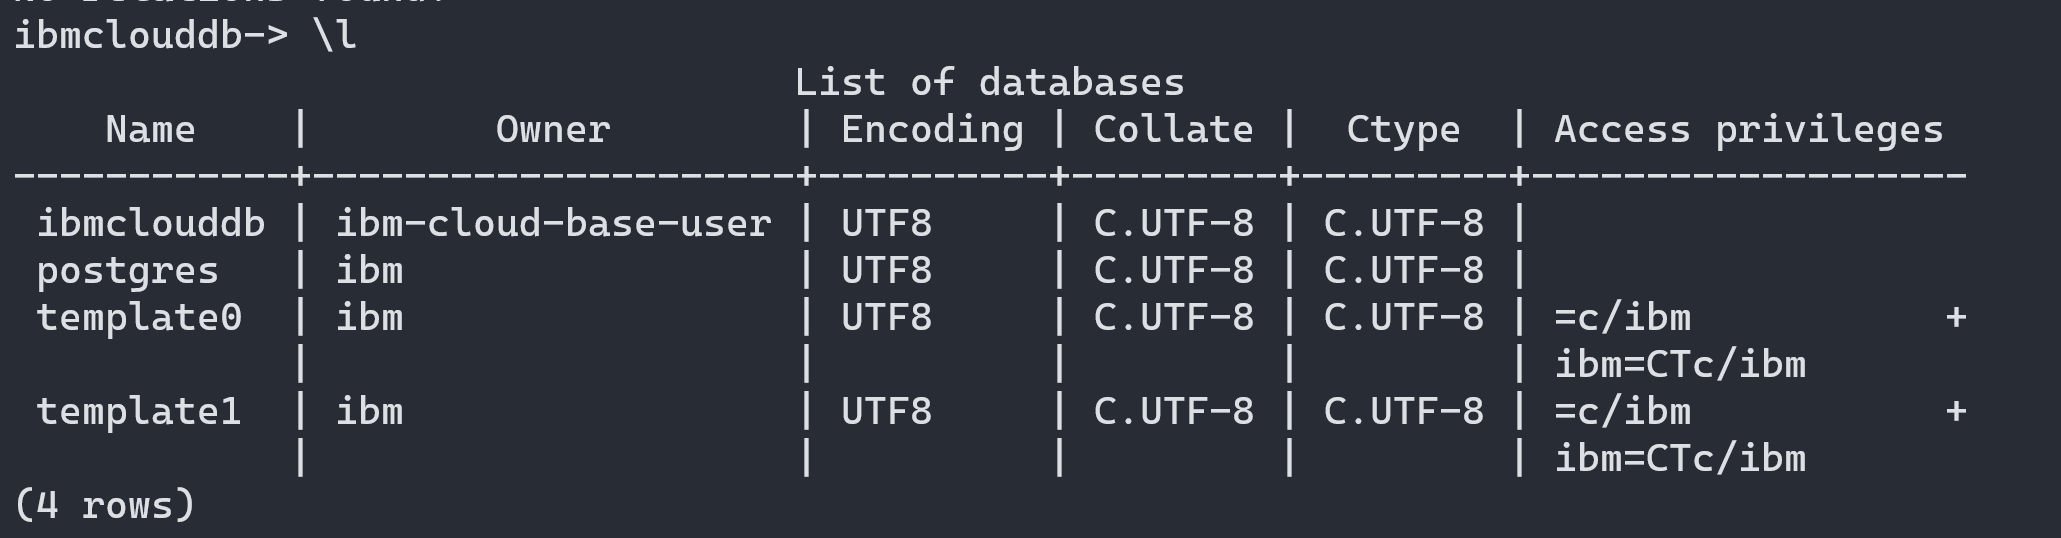 ibmclouddb-> \l
                                  List of databases
    Name    |        Owner        | Encoding | Collate |  Ctype  | Access privileges 
------------+---------------------+----------+---------+---------+-------------------
 ibmclouddb | ibm-cloud-base-user | UTF8     | C.UTF-8 | C.UTF-8 | 
 postgres   | ibm                 | UTF8     | C.UTF-8 | C.UTF-8 | 
 template0  | ibm                 | UTF8     | C.UTF-8 | C.UTF-8 | =c/ibm           +
            |                     |          |         |         | ibm=CTc/ibm
 template1  | ibm                 | UTF8     | C.UTF-8 | C.UTF-8 | =c/ibm           +
            |                     |          |         |         | ibm=CTc/ibm
(4 rows)